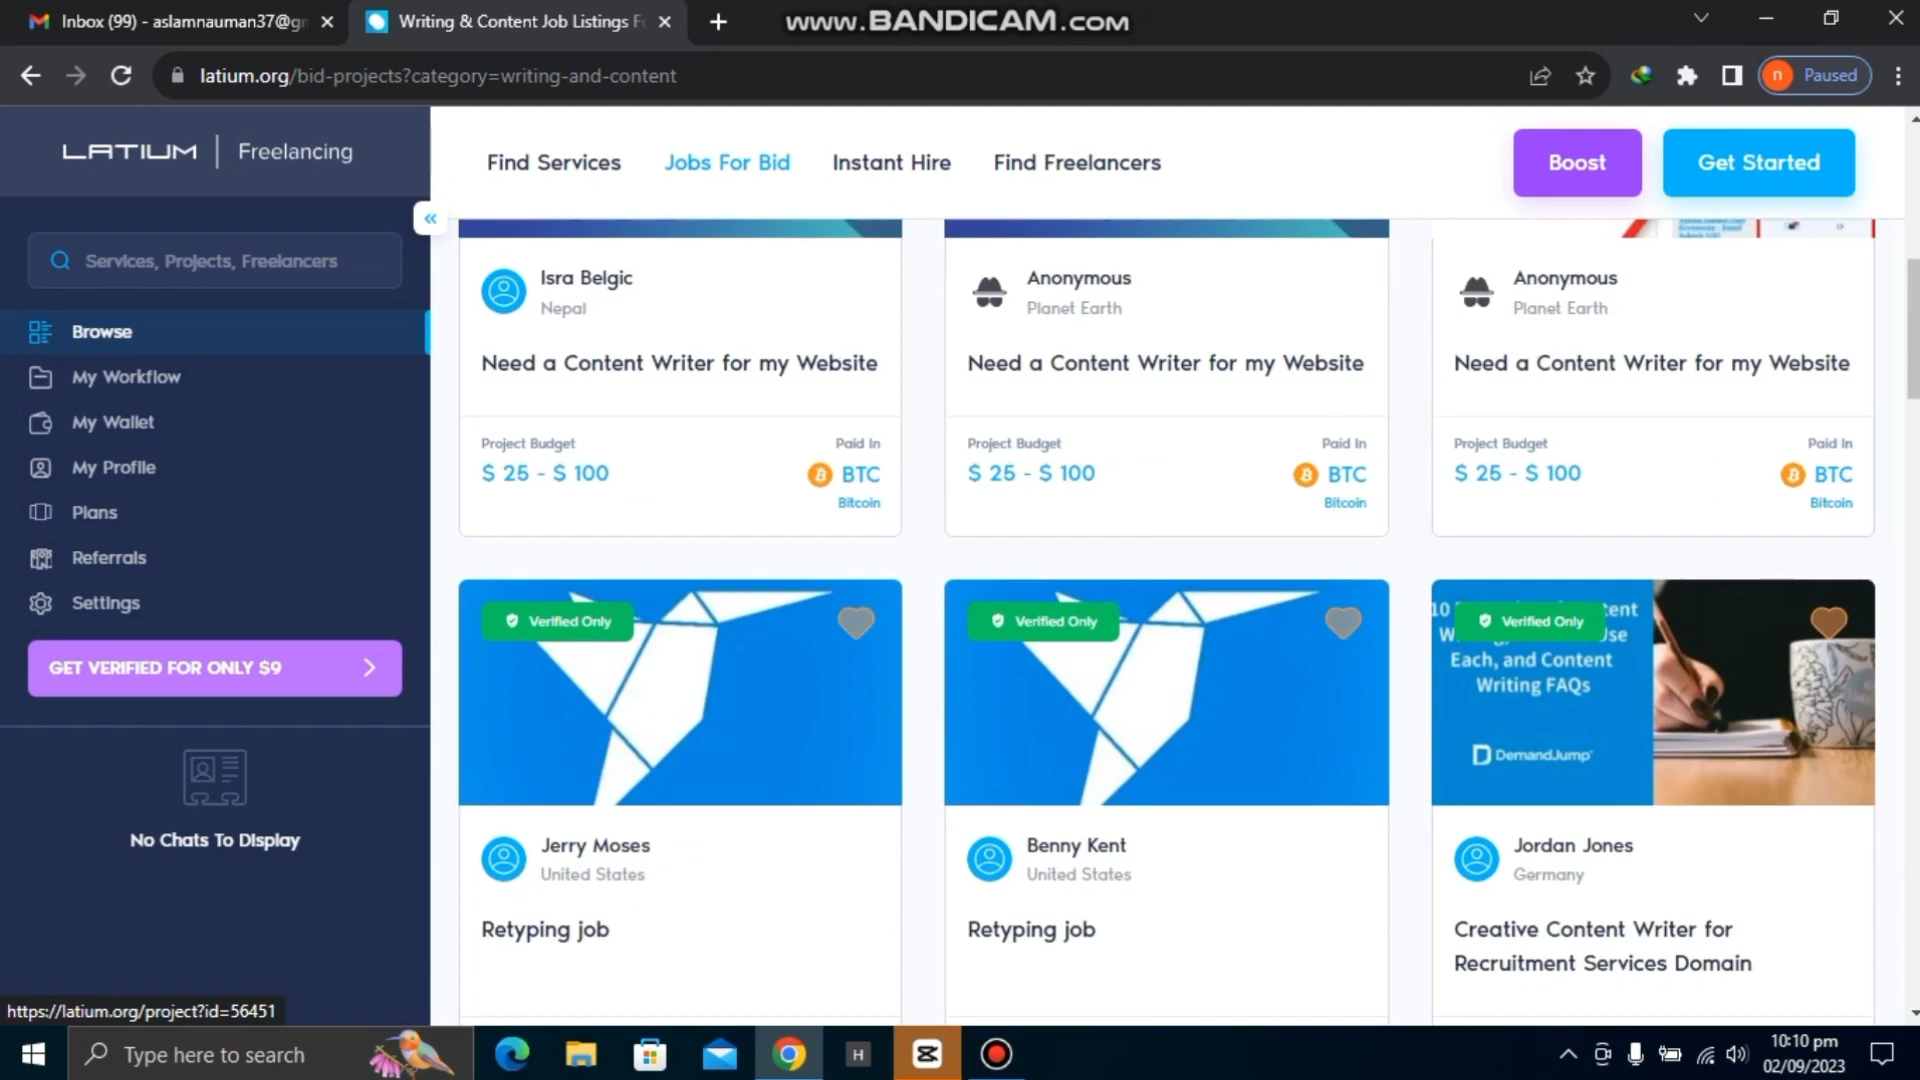 Inbox (99) - aslamnauman37@g
Writing & Content Job Listings F
www.BANDICAM.com
latium.org/bid-projects?category=writing-and-content
n Paused
LATIUM | Freelancing
Find Services
Jobs For Bid
Instant Hire
Find Freelancers
Boost
Get Started
Services, Projects, Freelancers
Browse
My Workflow
My Wallet
My Profile
Plans
Referrals
Settings
GET VERIFIED FOR ONLY $9
No Chats To Display
Isra Belgic
Nepal
Need a Content Writer for my Website
Project Budget
Paid In
$ 25 - $ 100
BTC
Bitcoin
Anonymous
Planet Earth
Need a Content Writer for my Website
Project Budget
Paid In
$ 25 - $ 100
BTC
Bitcoin
Anonymous
Planet Earth
Need a Content Writer for my Website
Project Budget
Paid In
$ 25 - $ 100
BTC
Bitcoin
Verified Only
Jerry Moses
United States
Retyping job
Verified Only
Benny Kent
United States
Retyping job
10
Verified Only
Each, and Content
Writing FAQs
DemandJump
Jordan Jones
Germany
Creative Content Writer for
Recruitment Services Domain
https://latium.org/project?id=56451
Type here to search
H
10:10 pm
02/09/2023